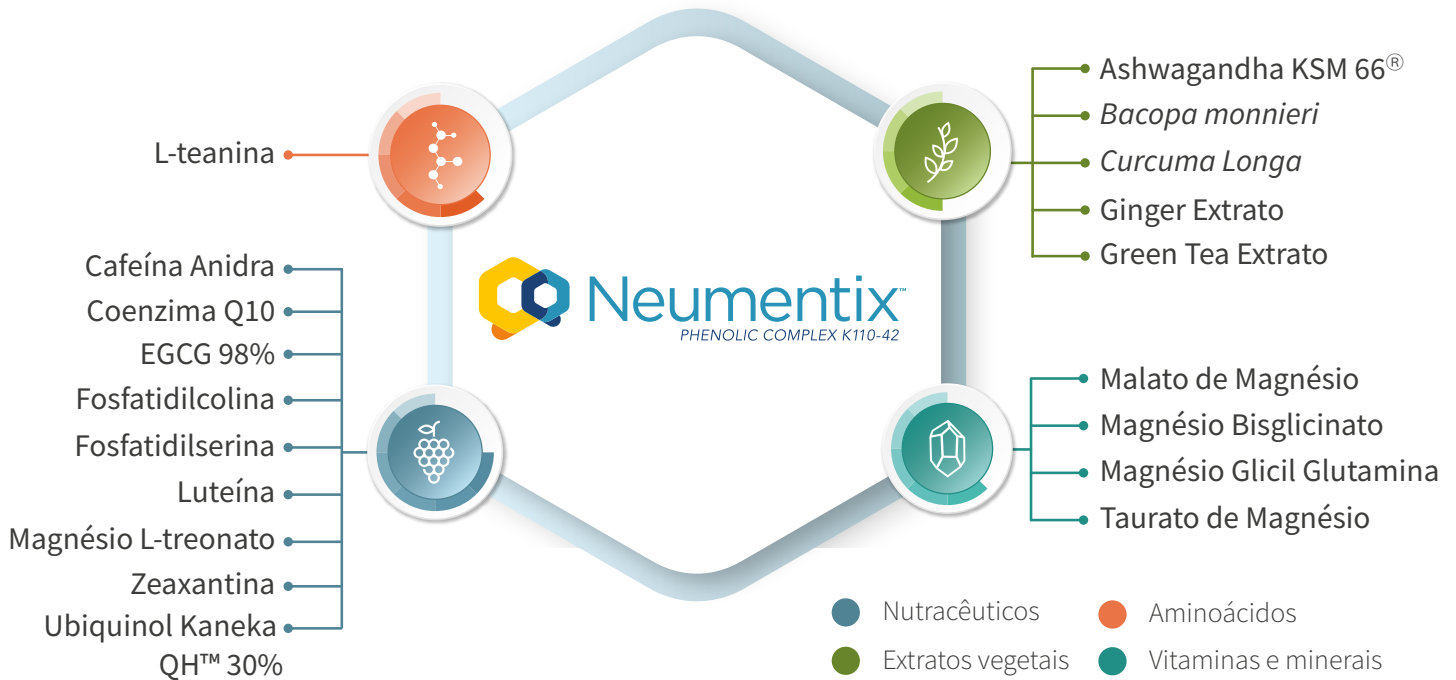 L-teanina
Cafeína Anidra
Coenzima Q10
EGCG 98%
Fosfatidilcolina
Fosfatidilserina
Luteína
Magnésio L-treonato
Zeaxantina
Ubiquinol Kaneka
QH™ 30%
Neumentix™
PHENOLIC COMPLEX K110-42
Ashwagandha KSM 66®
Bacopa monnieri
Curcuma Longa
Ginger Extrato
Green Tea Extrato
Malato de Magnésio
Magnésio Bisglicinato
Magnésio Glicil Glutamina
Taurato de Magnésio
Nutracêuticos
Aminoácidos
Extratos vegetais
Vitaminas e minerais